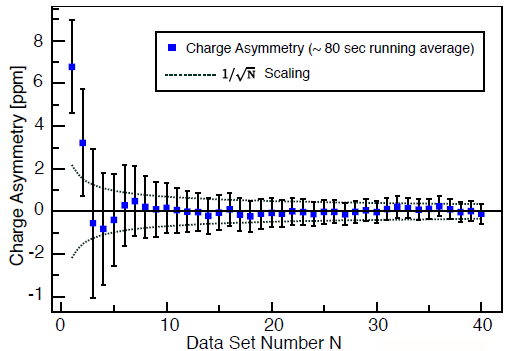 Charge Asymmetry [ppm]
8
6
4
2
0
-2
-1
Charge Asymmetry (~ 80 sec running average)
1/√N Scaling
0 10 20 30 40
Data Set Number N